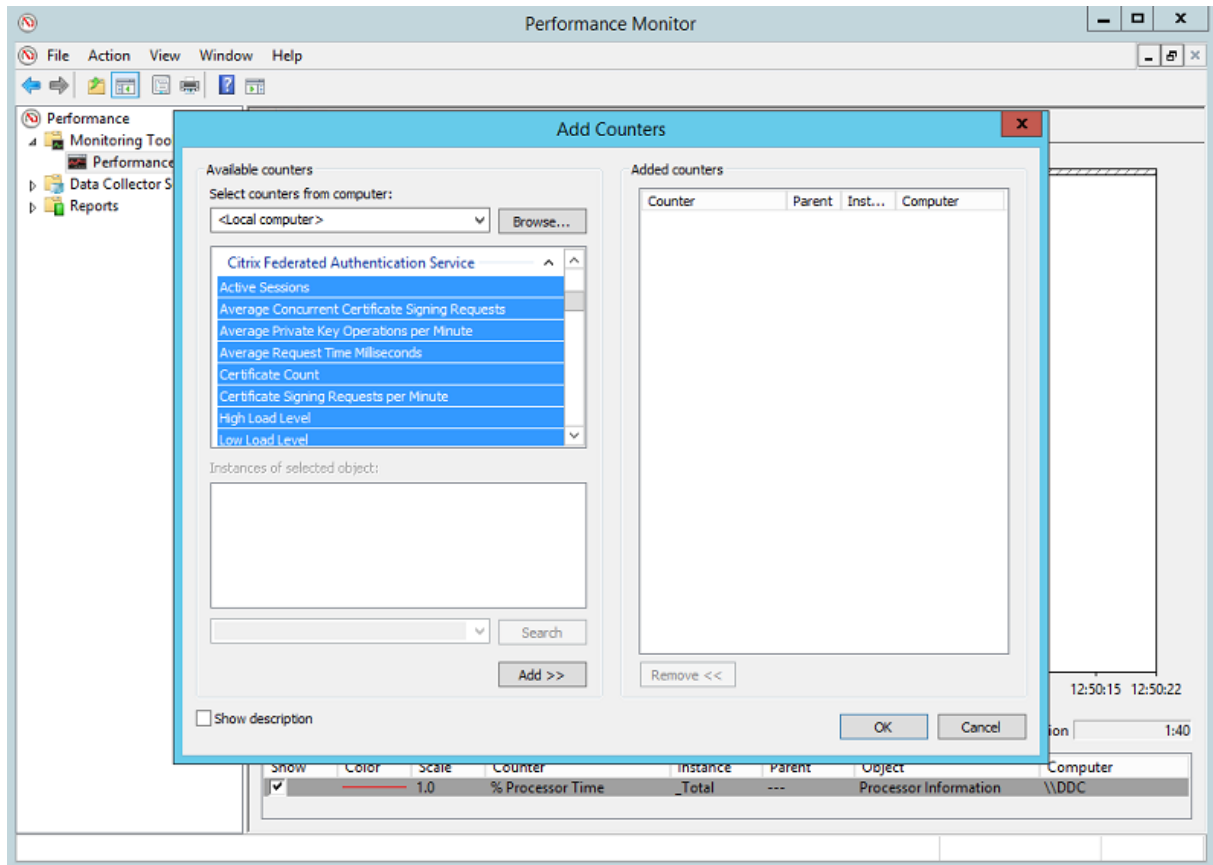 Performance Monitor
File Action View Window Help
Performance
Monitoring Too
Performance
Data Collector S
Reports
Add Counters
Available counters
Select counters from computer:
<Local computer>
Browse...
Citrix Federated Authentication Service
Active Sessions
Average Concurrent Certificate Signing Requests
Average Private Key Operations per Minute
Average Request Time Milliseconds
Certificate Count
Certificate Signing Requests per Minute
High Load Level
Low Load Level
Instances of selected object:
Search
Add >>
Show description
Added counters
Counter Parent Inst... Computer
Remove <<
OK Cancel
12:50:15 12:50:22
ion 1:40
Show Color Scale Counter Instance Parent Object Computer
1.0 % Processor Time _Total --- Processor Information \\DDC